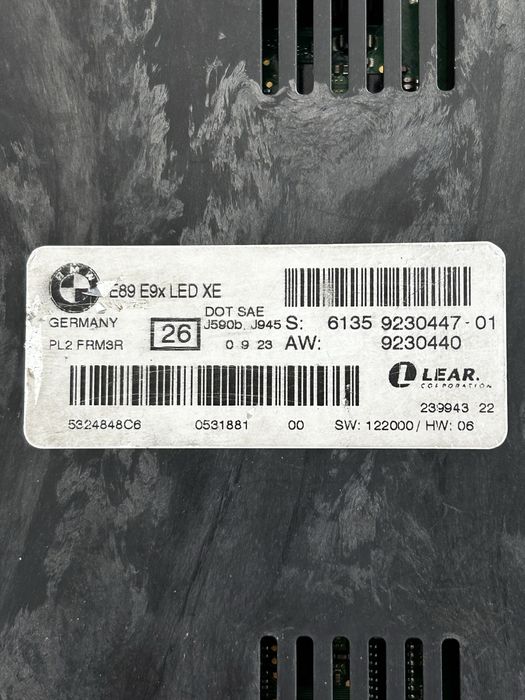 BMW
E89 E9x LED XE
GERMANY
PL2 FRM3R
26
DOT SAE
J590b, J945
0 9 23
S: 6135 9230447-01
AW: 9230440
LEAR.
CORPORATION
239943 22
5324848C6 0531881 00 SW: 122000 / HW: 06